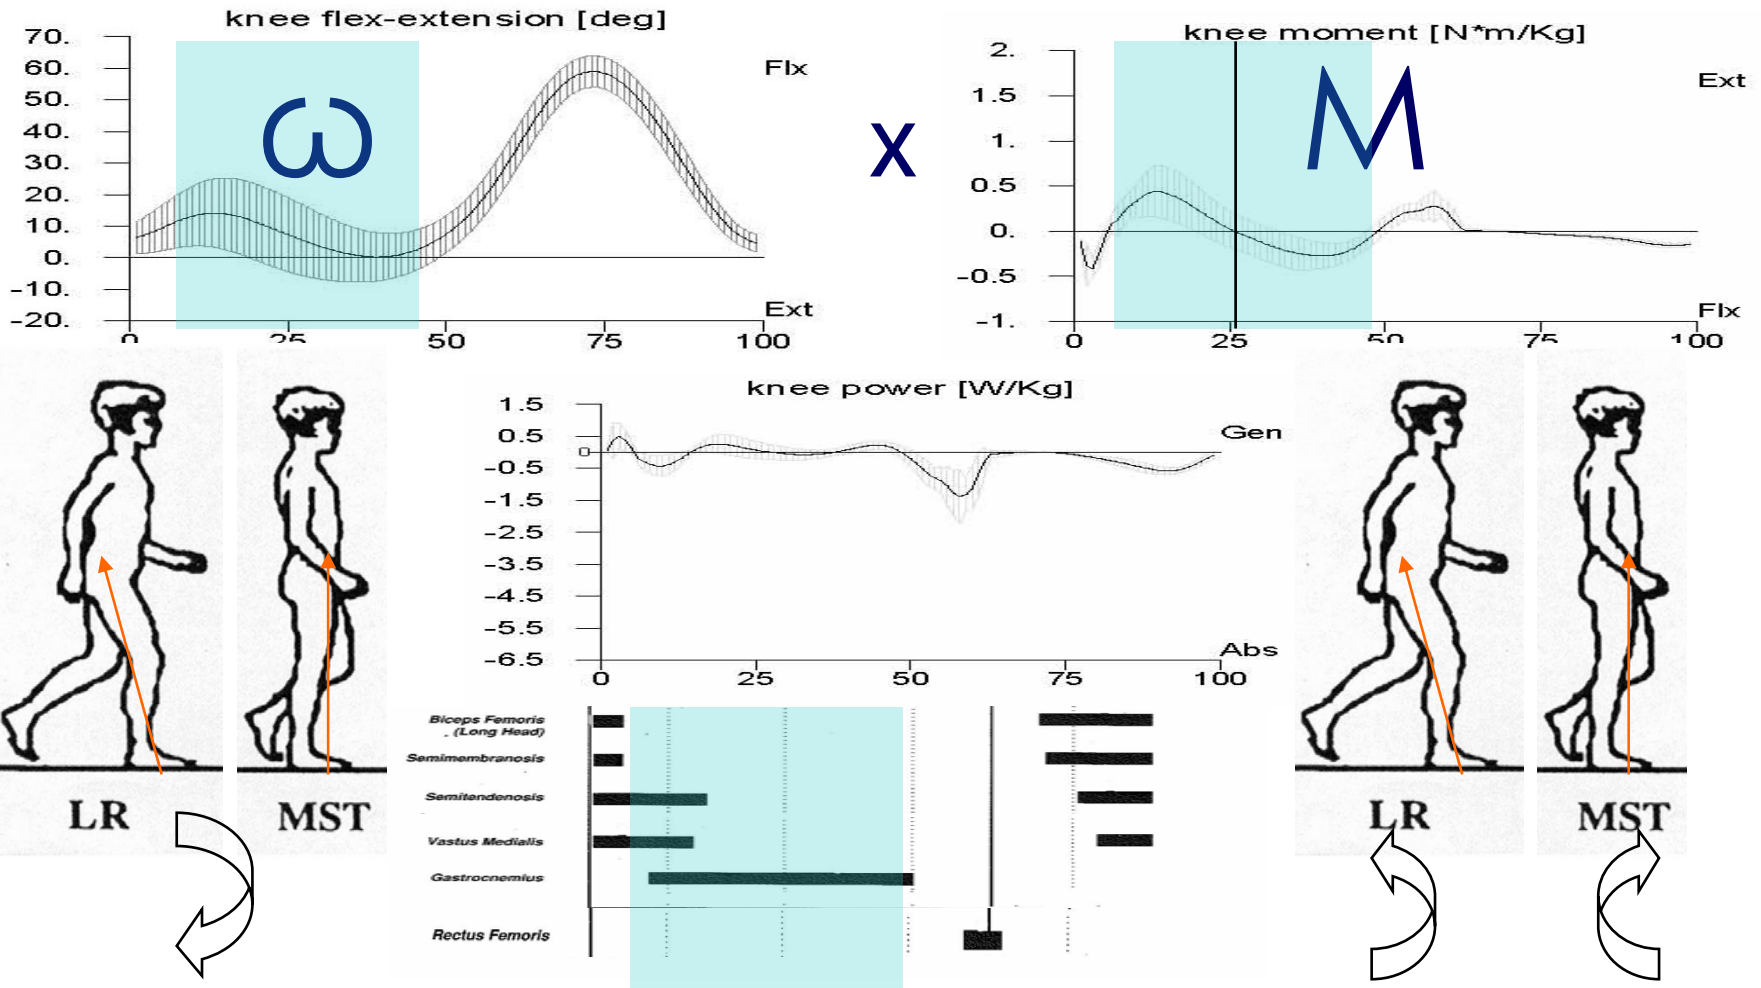 knee flex-extension [deg]
70.
60.
50.
40.
30.
20.
10.
0.
-10.
-20.
Flx
Ext
0 25 50 75 100
ω
x
knee moment [N*m/Kg]
2.
1.5
1.
0.5
0.
-0.5
-1.
Ext
Flx
0 25 50 75 100
M
knee power [W/Kg]
1.5
0.5
0
-0.5
-1.5
-2.5
-3.5
-4.5
-5.5
-6.5
Gen
Abs
0 25 50 75 100
LR
MST
Biceps Femoris
(Long Head)
Semimembranosis
Semitendenosis
Vastus Medialis
Gastrocnemius
Rectus Femoris
LR
MST